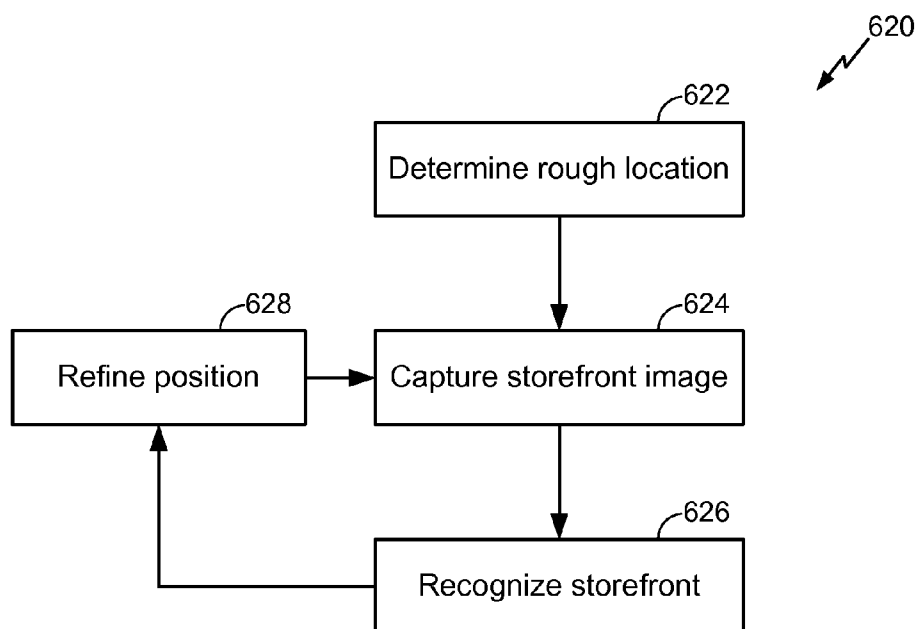 620
622
Determine rough location
628
624
Refine position
Capture storefront image
626
Recognize storefront